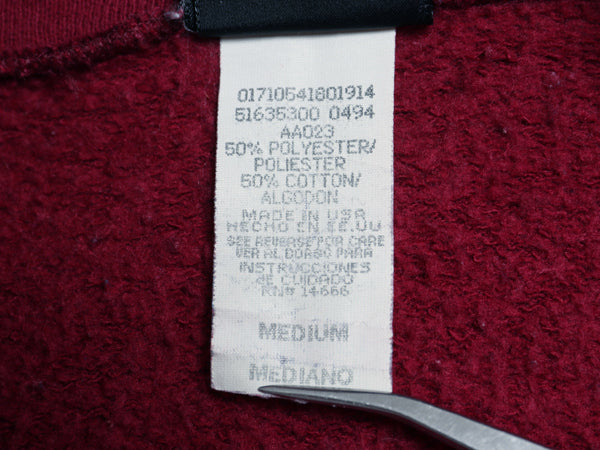 01710541801914
51635300 0494
AA023
50% POLYESTER/
POLIESTER
50% COTTON/
ALGODON
MADE IN USA
HECHO EN EE.UU
SEE REVERSE FOR CARE
VER AL DORSO PARA
INSTRUCCIONES
de CUIDADO
RN# 14666
MEDIUM
MEDIANO